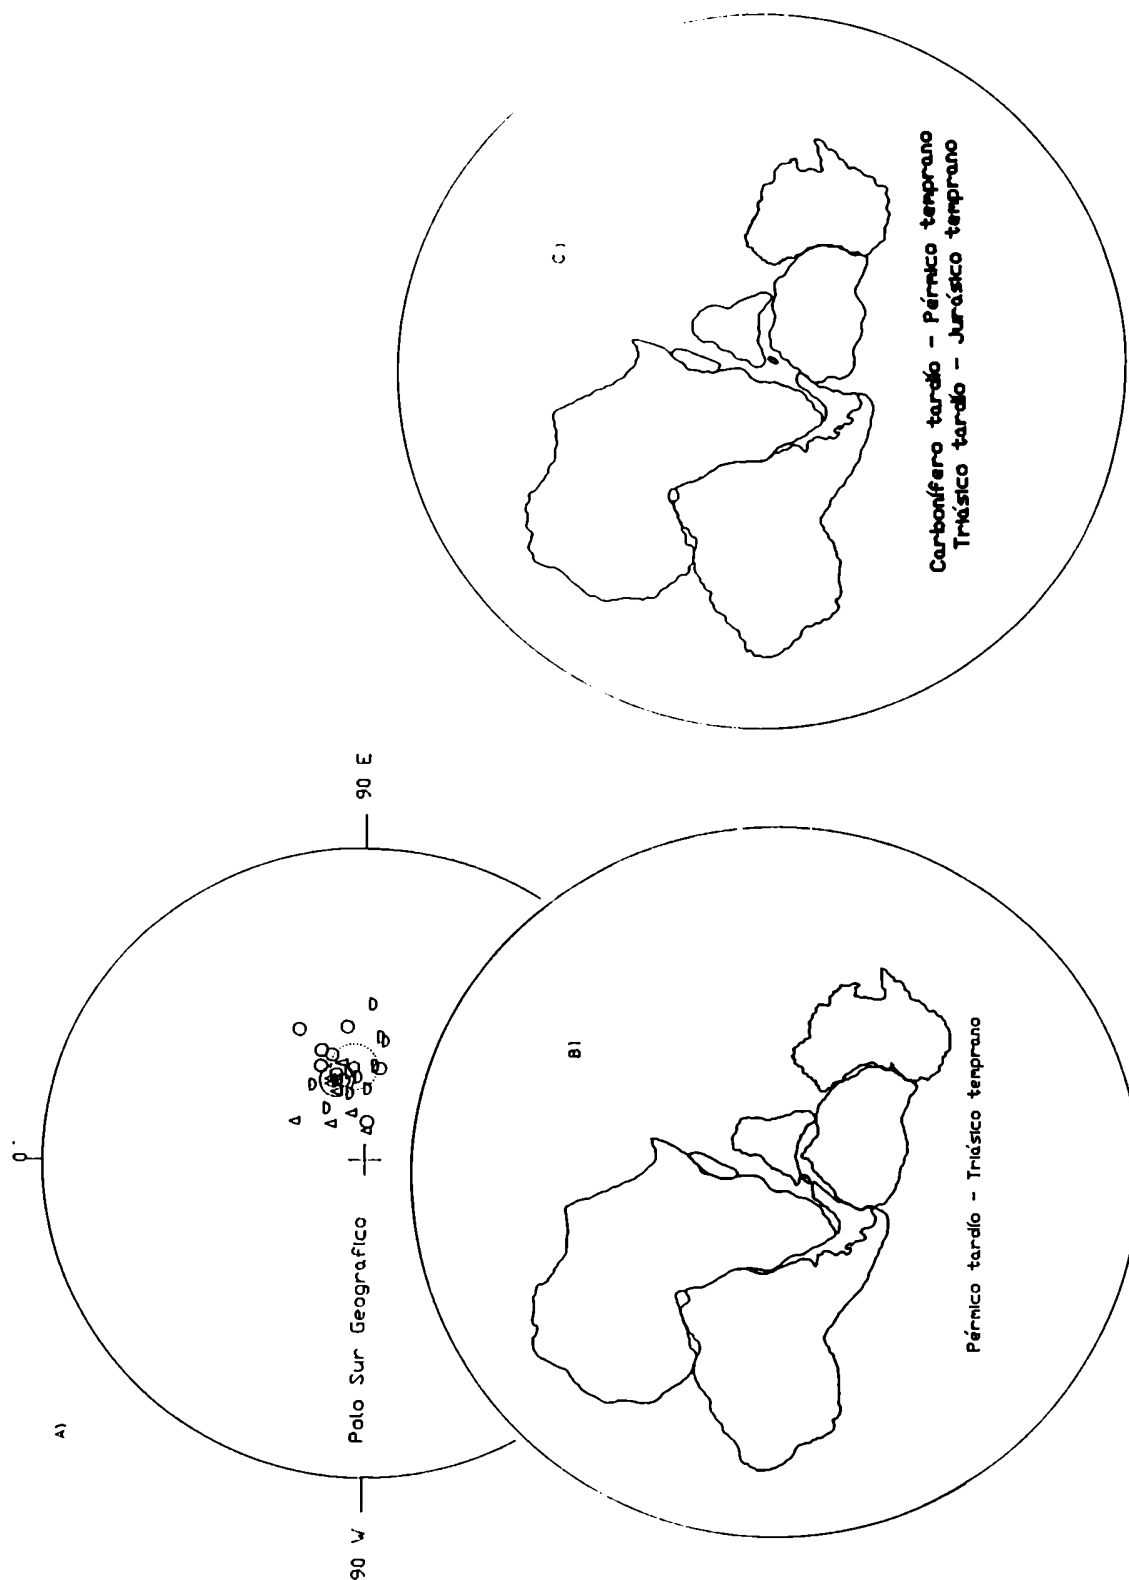 A)
0°
90 W
90 E
Polo Sur Geografico
B)
Pérmico tardío - Triásico temprano
C)
Carbonífero tardío - Pérmico temprano
Triásico tardío - Jurásico temprano